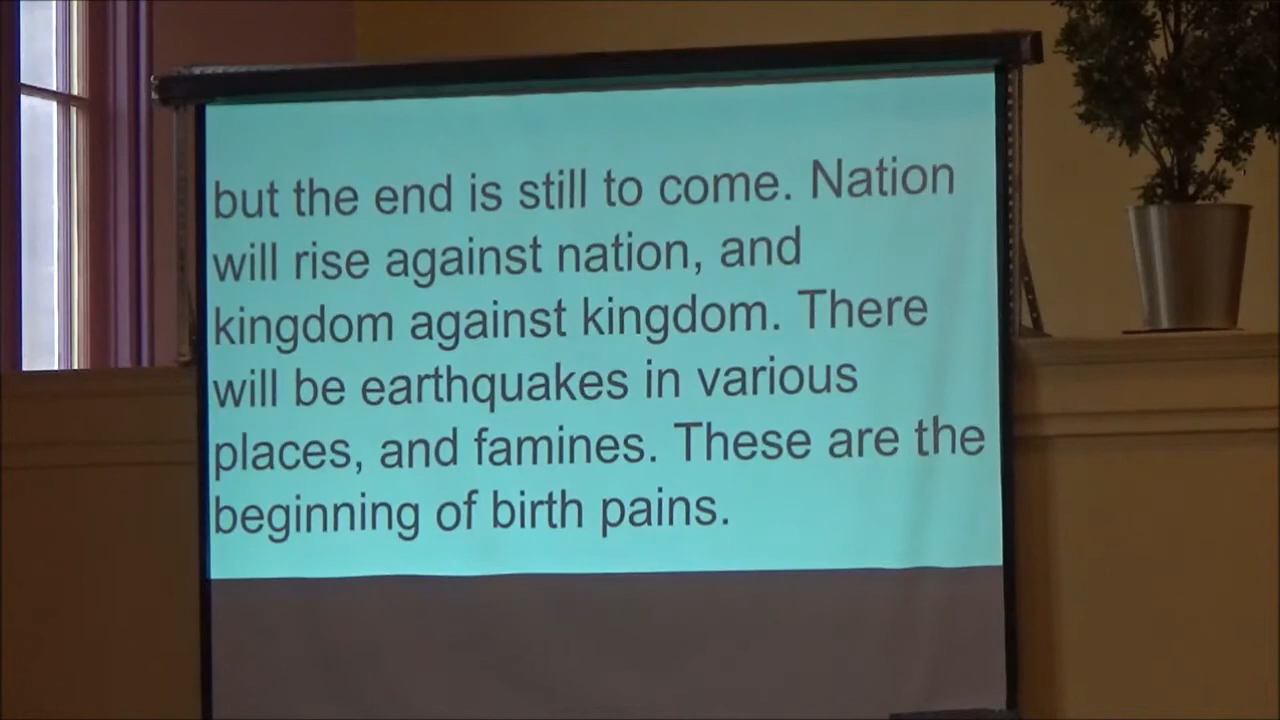 but the end is still to come. Nation
will rise against nation, and
kingdom against kingdom. There
will be earthquakes in various
places, and famines. These are the
beginning of birth pains.